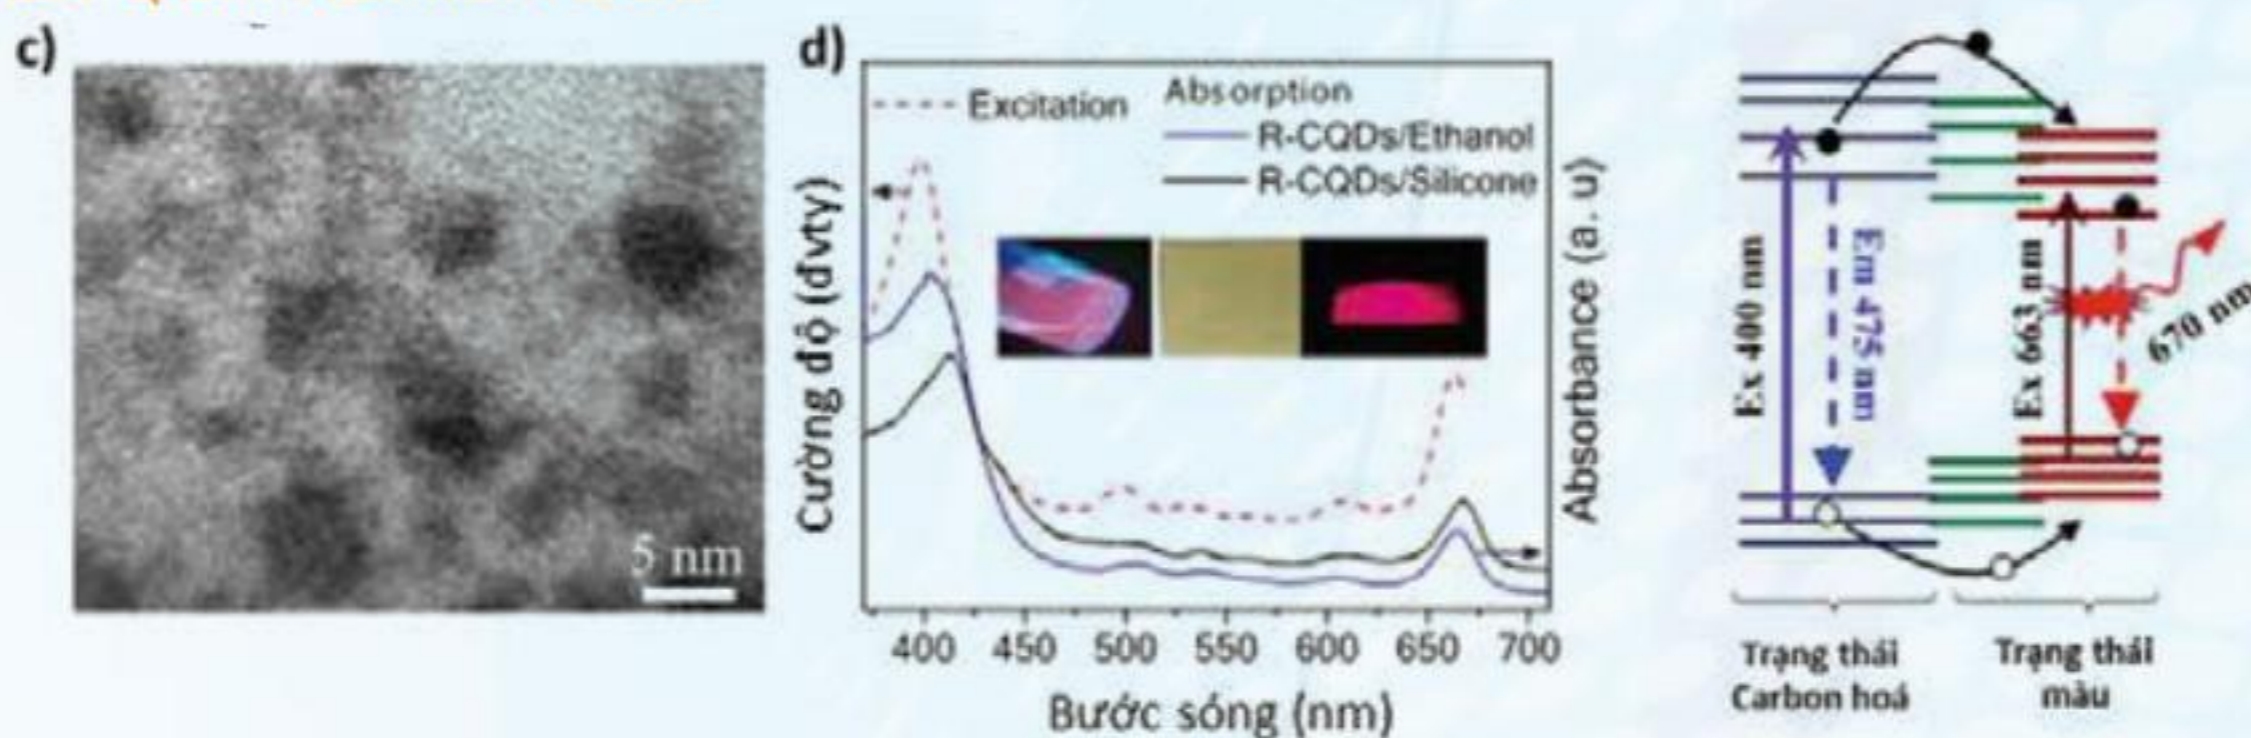 c)
5 nm
d)
Excitation
Absorption
R-CQDs/Ethanol
R-CQDs/Silicone
Cường độ (đvtý)
Absorbance (a. u)
400 450 500 550 600 650 700
Bước sóng (nm)
Ex 400 nm
Em 475 nm
Ex 663 nm
670 nm
Trạng thái
Carbon hoá
Trạng thái
màu